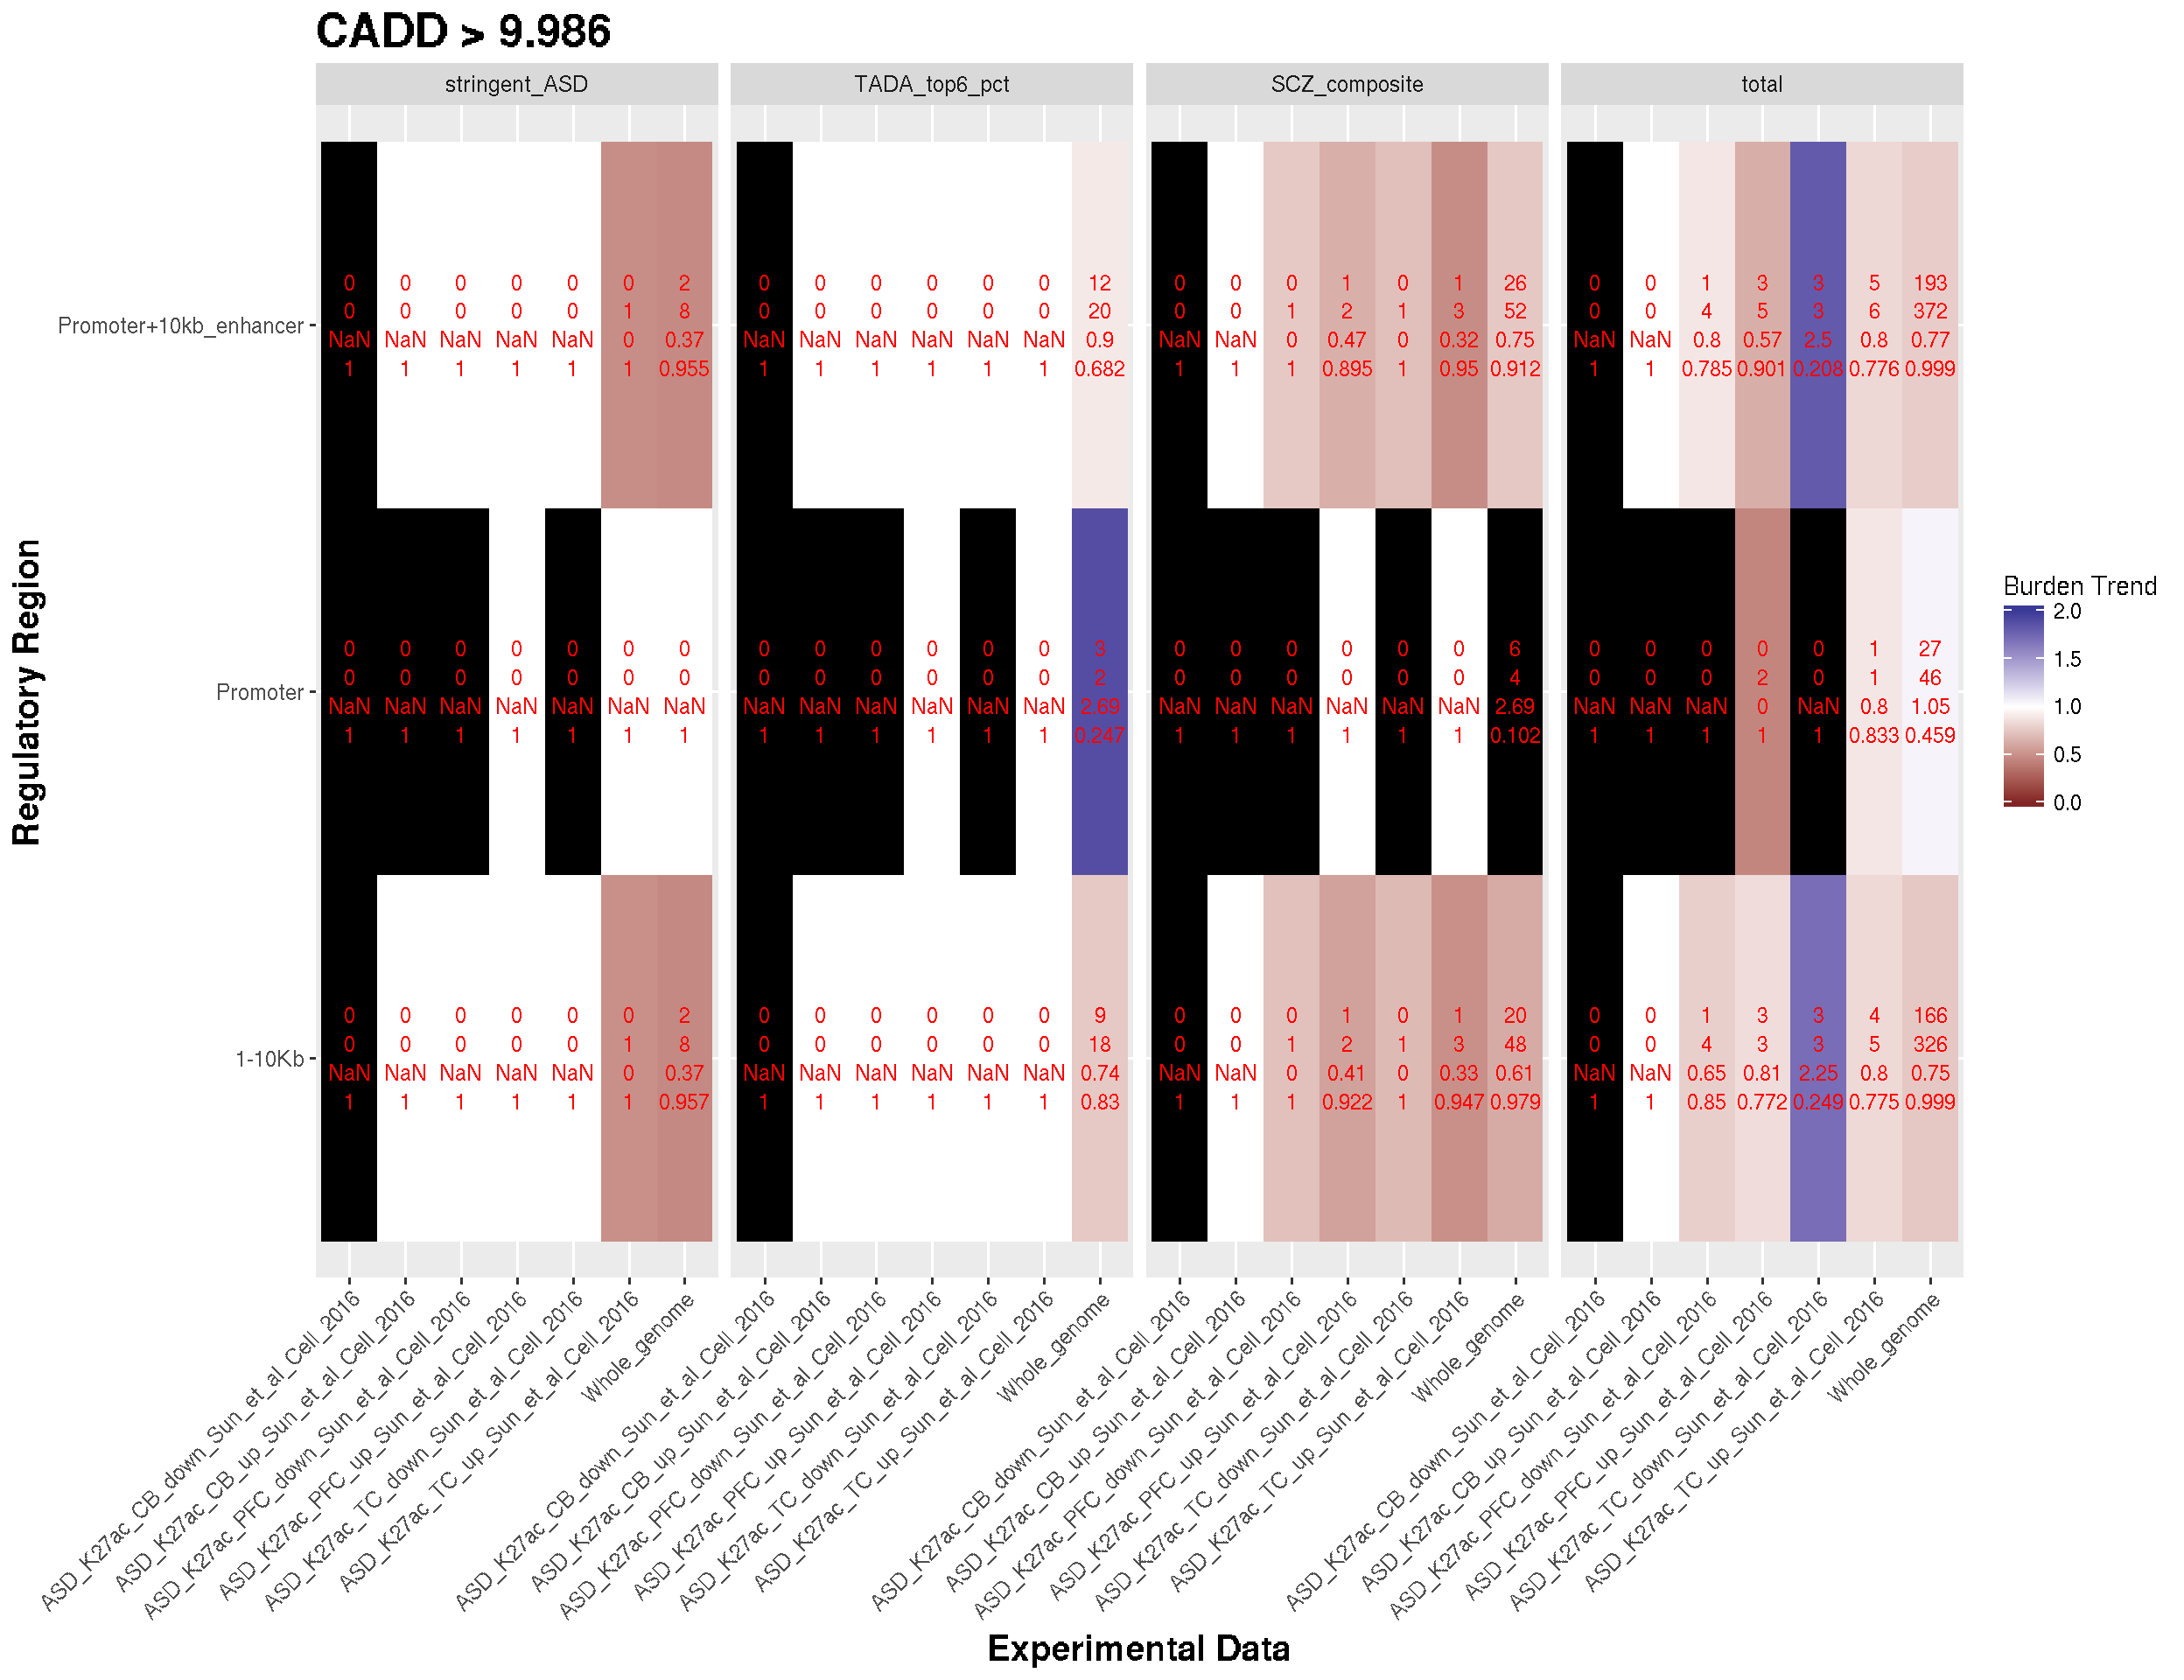 CADD > 9.986
stringent_ASD TADA_top6_pct SCZ_composite total
0 0 0 0 0 0 2 0 0 0 0 0 0 12 0 0 0 1 0 1 26 0 0 1 3 3 5 193
0 0 0 0 0 1 8 0 0 0 0 0 0 20 0 0 1 2 1 3 52 0 0 4 5 3 6 372
Promoter+10kb_enhancer
NaN NaN NaN NaN NaN 0 0.37 NaN NaN NaN NaN NaN NaN 0.9 NaN NaN 0 0.47 0 0.32 0.75 NaN NaN 0.8 0.57 2.5 0.8 0.77
1 1 1 1 1 1 0.955 1 1 1 1 1 1 0.682 1 1 1 0.895 1 0.95 0.912 1 1 0.785 0.901 0.208 0.776 0.999
0 0 0 0 0 0 0 0 0 0 0 0 0 3 0 0 0 0 0 0 6 0 0 0 0 0 1 27
0 0 0 0 0 0 0 0 0 0 0 0 0 2 0 0 0 0 0 0 4 0 0 0 2 0 1 46
Promoter
NaN NaN NaN NaN NaN NaN NaN NaN NaN NaN NaN NaN NaN 2.69 NaN NaN NaN NaN NaN NaN 2.69 NaN NaN NaN 0 NaN 0.8 1.05
1 1 1 1 1 1 1 1 1 1 1 1 1 0.247 1 1 1 1 1 1 0.102 1 1 1 1 1 0.833 0.459
0 0 0 0 0 0 2 0 0 0 0 0 0 9 0 0 0 1 0 1 20 0 0 1 3 3 4 166
0 0 0 0 0 1 8 0 0 0 0 0 0 18 0 0 1 2 1 3 48 0 0 4 3 3 5 326
1-10Kb
NaN NaN NaN NaN NaN 0 0.37 NaN NaN NaN NaN NaN NaN 0.74 NaN NaN 0 0.41 0 0.33 0.61 NaN NaN 0.65 0.81 2.25 0.8 0.75
1 1 1 1 1 1 0.957 1 1 1 1 1 1 0.83 1 1 1 0.922 1 0.947 0.979 1 1 0.85 0.772 0.249 0.775 0.999
Regulatory Region
ASD_K27ac_CB_down_Sun_et_al_Cell_2016
ASD_K27ac_CB_up_Sun_et_al_Cell_2016
ASD_K27ac_PFC_down_Sun_et_al_Cell_2016
ASD_K27ac_PFC_up_Sun_et_al_Cell_2016
ASD_K27ac_TC_down_Sun_et_al_Cell_2016
ASD_K27ac_TC_up_Sun_et_al_Cell_2016
Whole_genome
ASD_K27ac_CB_down_Sun_et_al_Cell_2016
ASD_K27ac_CB_up_Sun_et_al_Cell_2016
ASD_K27ac_PFC_down_Sun_et_al_Cell_2016
ASD_K27ac_PFC_up_Sun_et_al_Cell_2016
ASD_K27ac_TC_down_Sun_et_al_Cell_2016
ASD_K27ac_TC_up_Sun_et_al_Cell_2016
Whole_genome
ASD_K27ac_CB_down_Sun_et_al_Cell_2016
ASD_K27ac_CB_up_Sun_et_al_Cell_2016
ASD_K27ac_PFC_down_Sun_et_al_Cell_2016
ASD_K27ac_PFC_up_Sun_et_al_Cell_2016
ASD_K27ac_TC_down_Sun_et_al_Cell_2016
ASD_K27ac_TC_up_Sun_et_al_Cell_2016
Whole_genome
ASD_K27ac_CB_down_Sun_et_al_Cell_2016
ASD_K27ac_CB_up_Sun_et_al_Cell_2016
ASD_K27ac_PFC_down_Sun_et_al_Cell_2016
ASD_K27ac_PFC_up_Sun_et_al_Cell_2016
ASD_K27ac_TC_down_Sun_et_al_Cell_2016
ASD_K27ac_TC_up_Sun_et_al_Cell_2016
Whole_genome
Experimental Data
Burden Trend
2.0
1.5
1.0
0.5
0.0